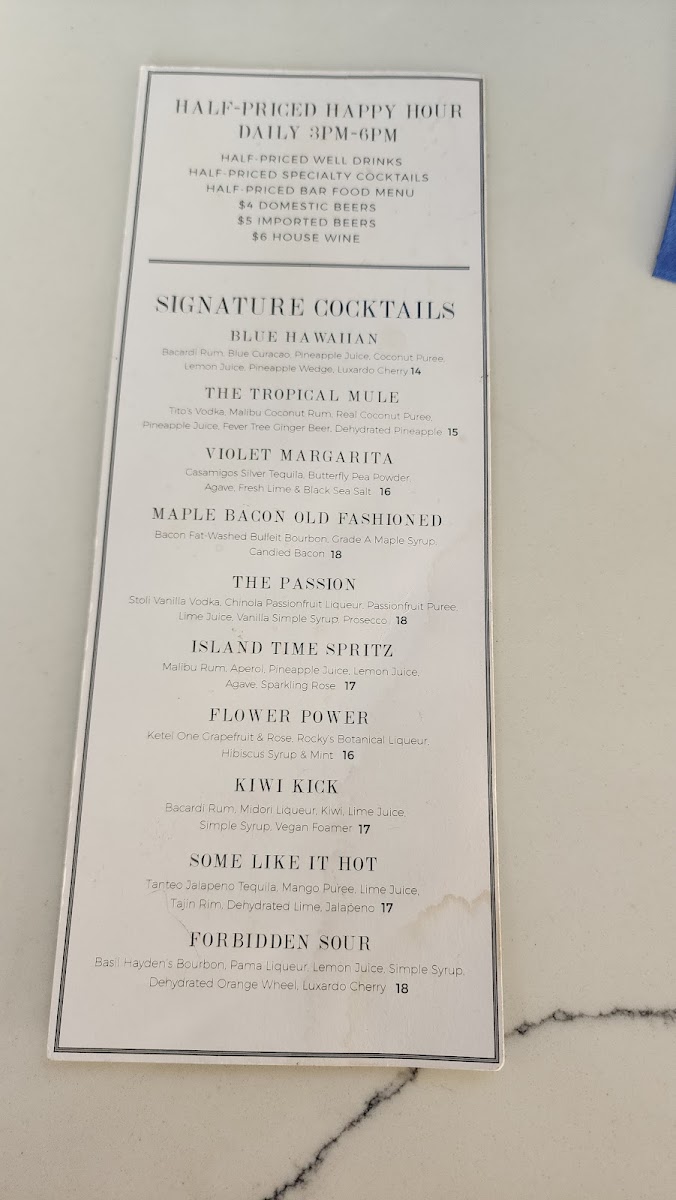 HALF-PRICED HAPPY HOUR
DAILY 3PM-6PM
HALF-PRICED WELL DRINKS
HALF-PRICED SPECIALTY COCKTAILS
HALF-PRICED BAR FOOD MENU
$4 DOMESTIC BEERS
$5 IMPORTED BEERS
$6 HOUSE WINE
SIGNATURE COCKTAILS
BLUE HAWAIIAN
Bacardi Rum, Blue Curacao, Pineapple Juice, Coconut Puree,
Lemon Juice, Pineapple Wedge, Luxardo Cherry 14
THE TROPICAL MULE
Tito's Vodka, Malibu Coconut Rum, Real Coconut Puree,
Pineapple Juice, Fever Tree Ginger Beer, Dehydrated Pineapple 15
VIOLET MARGARITA
Casamigos Silver Tequila, Butterfly Pea Powder,
Agave, Fresh Lime & Black Sea Salt 16
MAPLE BACON OLD FASHIONED
Bacon Fat-Washed Bulleit Bourbon, Grade A Maple Syrup,
Candied Bacon 18
THE PASSION
Stoli Vanilla Vodka, Chinola Passionfruit Liqueur, Passionfruit Puree,
Lime Juice, Vanilla Simple Syrup, Prosecco 18
ISLAND TIME SPRITZ
Malibu Rum, Aperol, Pineapple Juice, Lemon Juice,
Agave, Sparkling Rose 17
FLOWER POWER
Ketel One Grapefruit & Rose, Rocky's Botanical Liqueur,
Hibiscus Syrup & Mint 16
KIWI KICK
Bacardi Rum, Midori Liqueur, Kiwi, Lime Juice,
Simple Syrup, Vegan Foamer 17
SOME LIKE IT HOT
Tanteo Jalapeno Tequila, Mango Puree, Lime Juice,
Tajin Rim, Dehydrated Lime, Jalapeno 17
FORBIDDEN SOUR
Basil Hayden's Bourbon, Pama Liqueur, Lemon Juice, Simple Syrup,
Dehydrated Orange Wheel, Luxardo Cherry 18